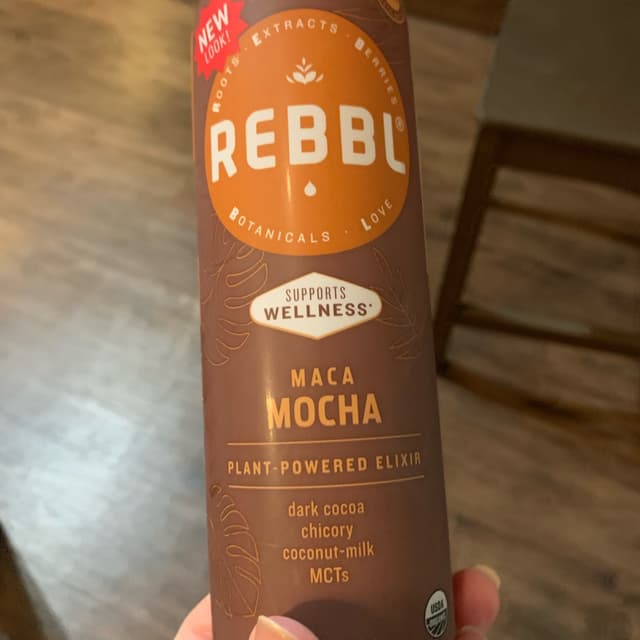 NEW
LOOK!
ROOTS · EXTRACTS · BERRIES
REBBL®
BOTANICALS · LOVE
SUPPORTS
WELLNESS*
MACA
MOCHA
PLANT-POWERED ELIXIR
dark cocoa
chicory
coconut-milk
MCTs
USDA